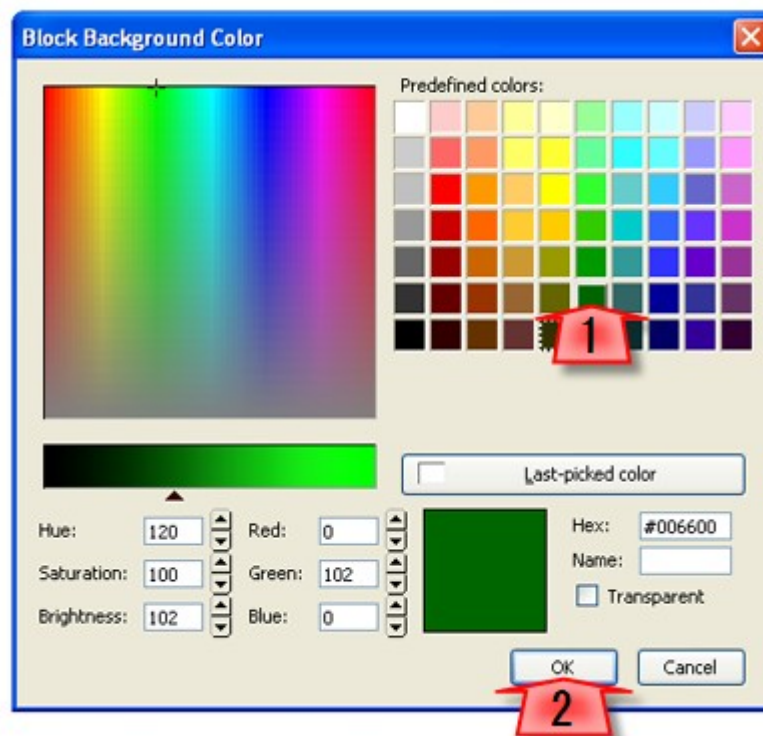 Block Background Color
Predefined colors:
1
Last-picked color
Hue: 120 Red: 0 Hex: #006600
Saturation: 100 Green: 102 Name:
Transparent
Brightness: 102 Blue: 0
OK Cancel
2